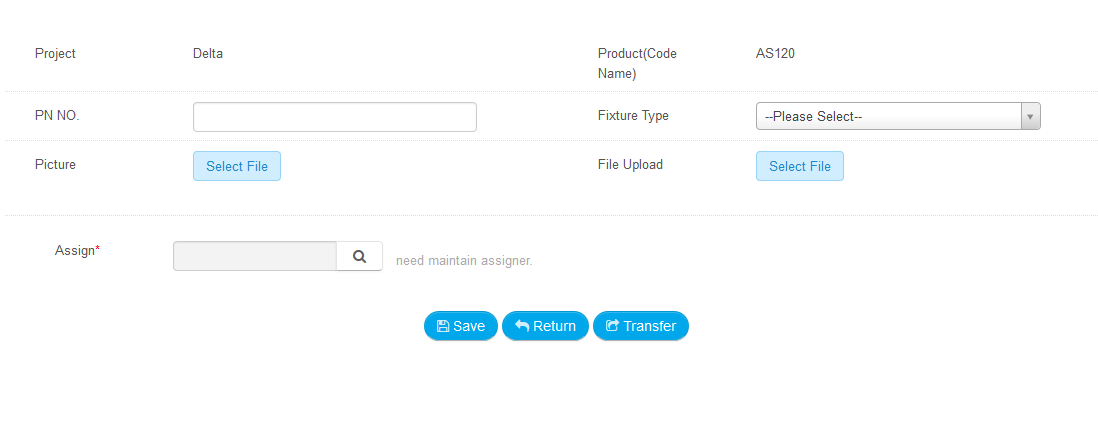 Project
Delta
Product(Code
Name)
AS120
PN NO.
Fixture Type
--Please Select--
Picture
Select File
File Upload
Select File
Assign*
need maintain assigner.
Save
Return
Transfer